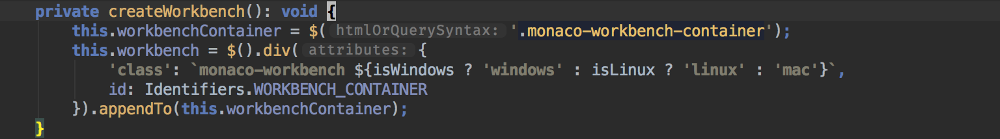 private createWorkbench(): void {
    this.workbenchContainer = $( htmlOrQuerySyntax: '.monaco-workbench-container');
    this.workbench = $().div( attributes: {
        'class': `monaco-workbench ${isWindows ? 'windows' : isLinux ? 'linux' : 'mac'}`,
        id: Identifiers.WORKBENCH_CONTAINER
    }).appendTo(this.workbenchContainer);
}